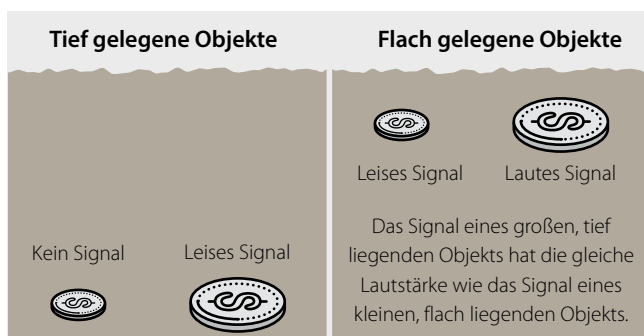 Tief gelegene Objekte
Kein Signal
Leises Signal
Flach gelegene Objekte
Leises Signal
Lautes Signal
Das Signal eines großen, tief
liegenden Objekts hat die gleiche
Lautstärke wie das Signal eines
kleinen, flach liegenden Objekts.